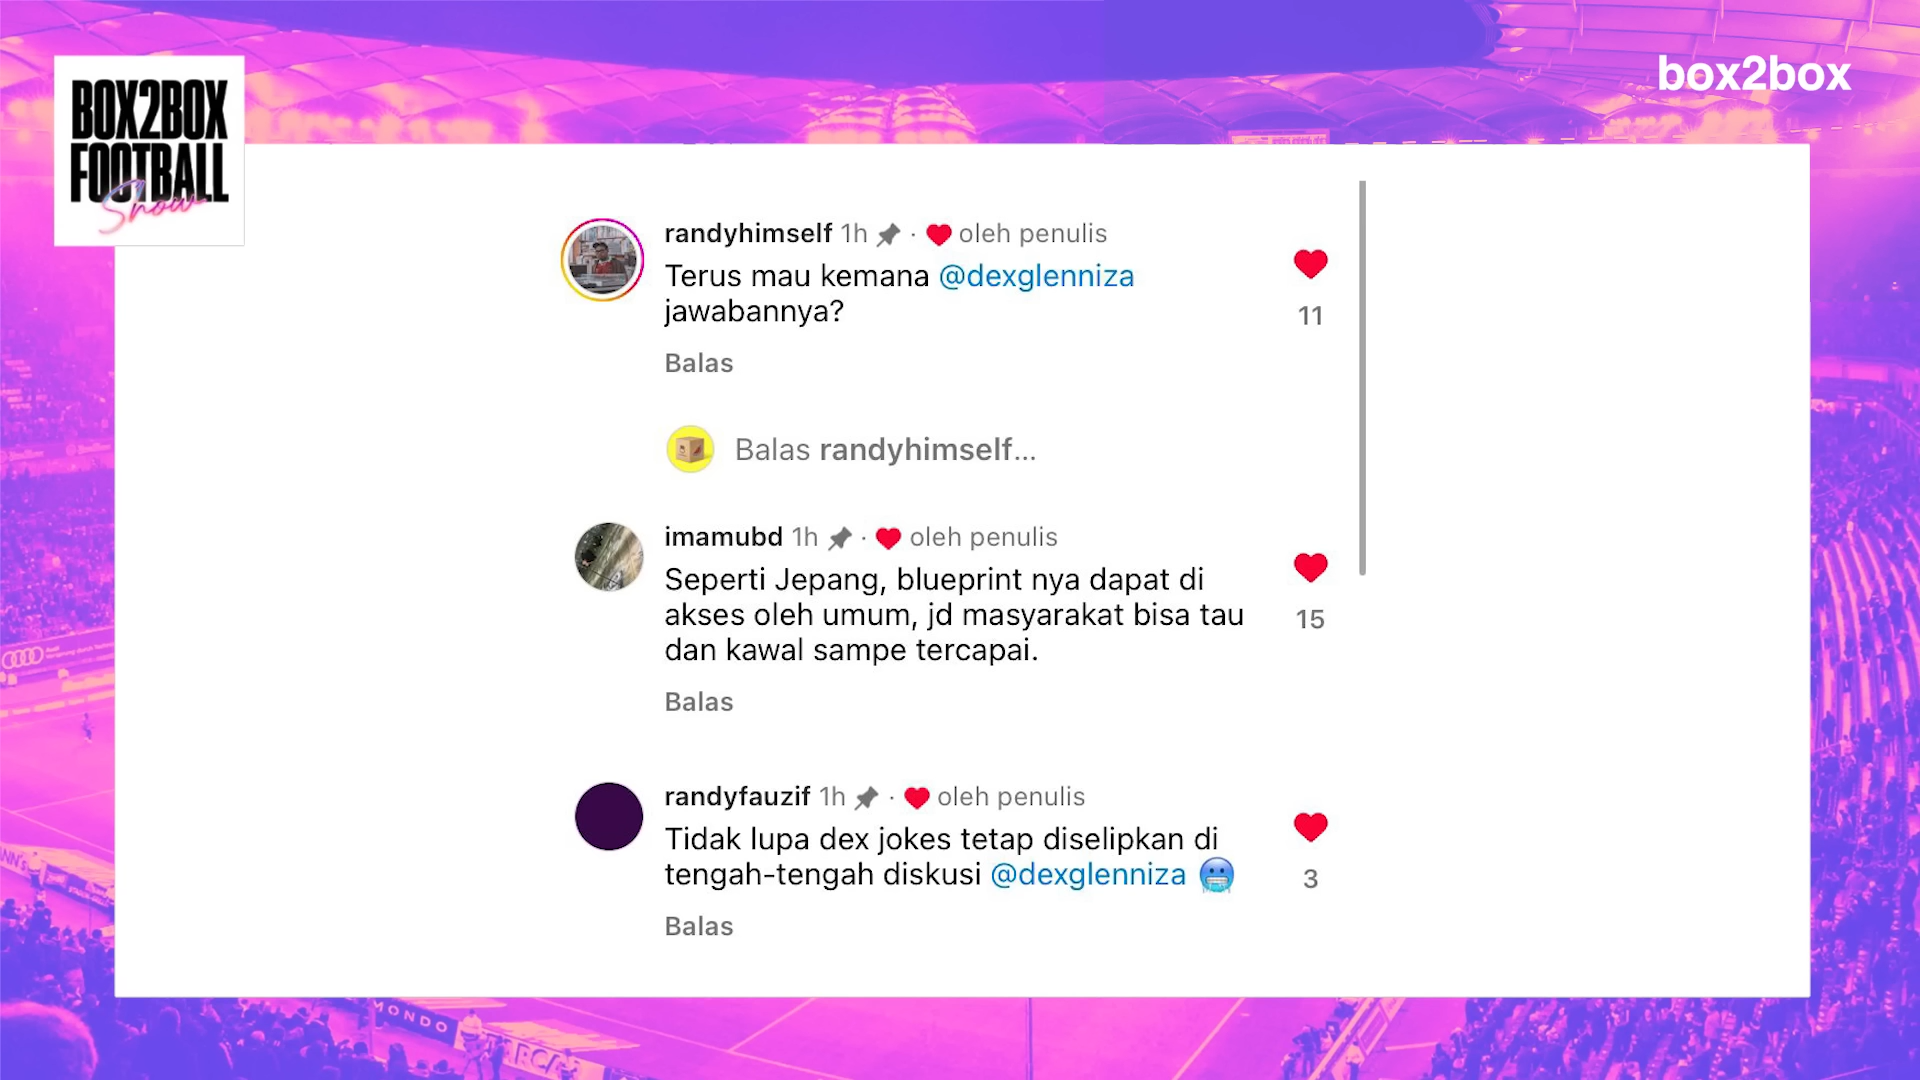 BOX2BOX
FOOTBALL
Show
box2box
randyhimself 1h · oleh penulis
Terus mau kemana @dexglenniza
jawabannya?
11
Balas
Balas randyhimself...
imamubd 1h · oleh penulis
Seperti Jepang, blueprint nya dapat di
akses oleh umum, jd masyarakat bisa tau
dan kawal sampe tercapai.
15
Balas
randyfauzif 1h · oleh penulis
Tidak lupa dex jokes tetap diselipkan di
tengah-tengah diskusi @dexglenniza 🥶
3
Balas
MONDO